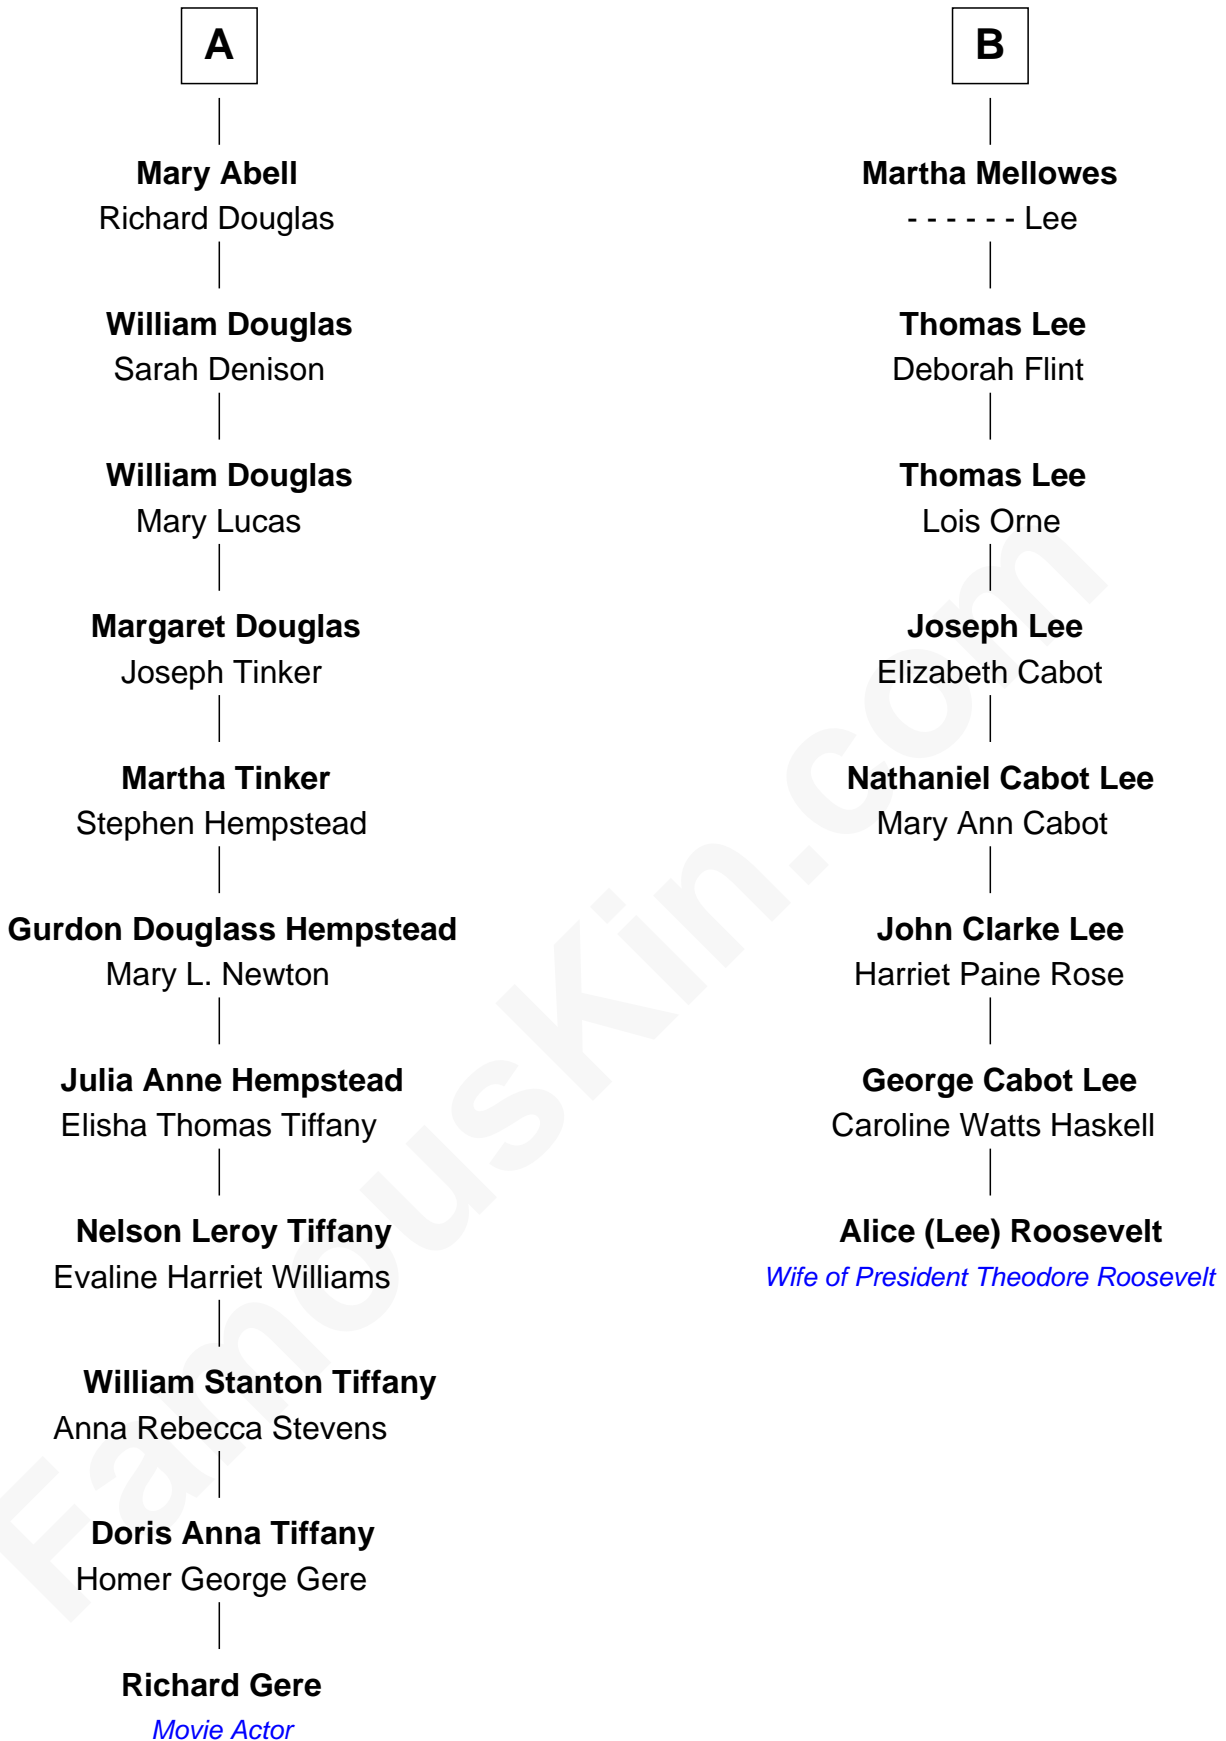 A
Mary Abell
Richard Douglas
William Douglas
Sarah Denison
William Douglas
Mary Lucas
Margaret Douglas
Joseph Tinker
Martha Tinker
Stephen Hempstead
Gurdon Douglass Hempstead
Mary L. Newton
Julia Anne Hempstead
Elisha Thomas Tiffany
Nelson Leroy Tiffany
Evaline Harriet Williams
William Stanton Tiffany
Anna Rebecca Stevens
Doris Anna Tiffany
Homer George Gere
Richard Gere
Movie Actor
B
Martha Mellowes
- - - - - - Lee
Thomas Lee
Deborah Flint
Thomas Lee
Lois Orne
Joseph Lee
Elizabeth Cabot
Nathaniel Cabot Lee
Mary Ann Cabot
John Clarke Lee
Harriet Paine Rose
George Cabot Lee
Caroline Watts Haskell
Alice (Lee) Roosevelt
Wife of President Theodore Roosevelt
FamousKin.com